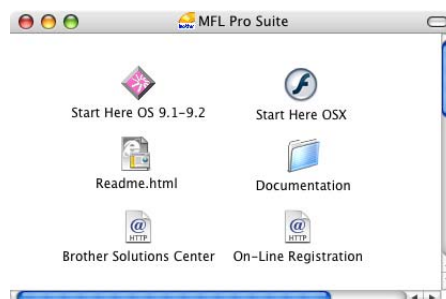 MFL Pro Suite
Start Here OS 9.1-9.2 Start Here OSX
Readme.html Documentation
@ HTTP @ HTTP
Brother Solutions Center On-Line Registration